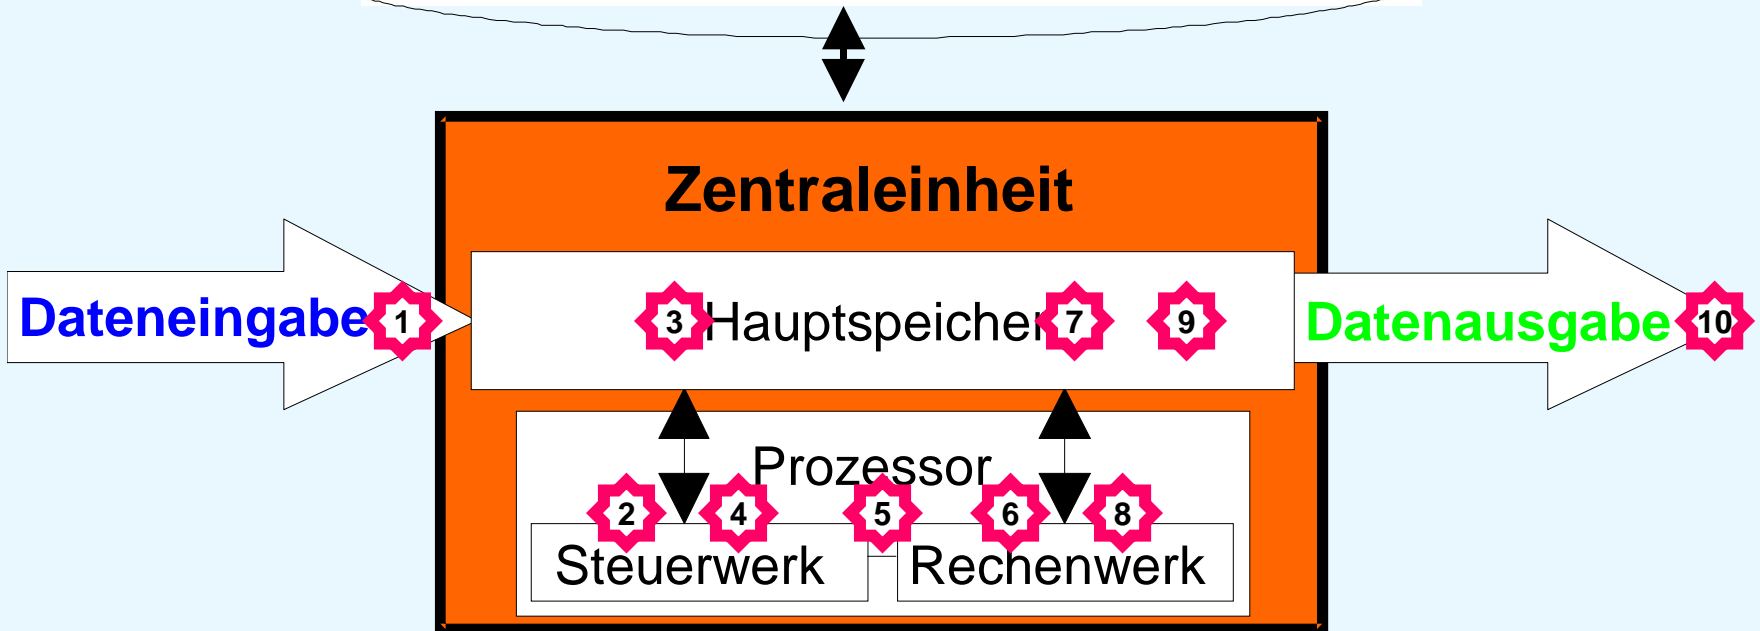 Zentraleinheit
Dateneingabe 1
3 Hauptspeicher 7 9
Datenausgabe 10
Prozessor
2 4 5 6 8
Steuerwerk Rechenwerk